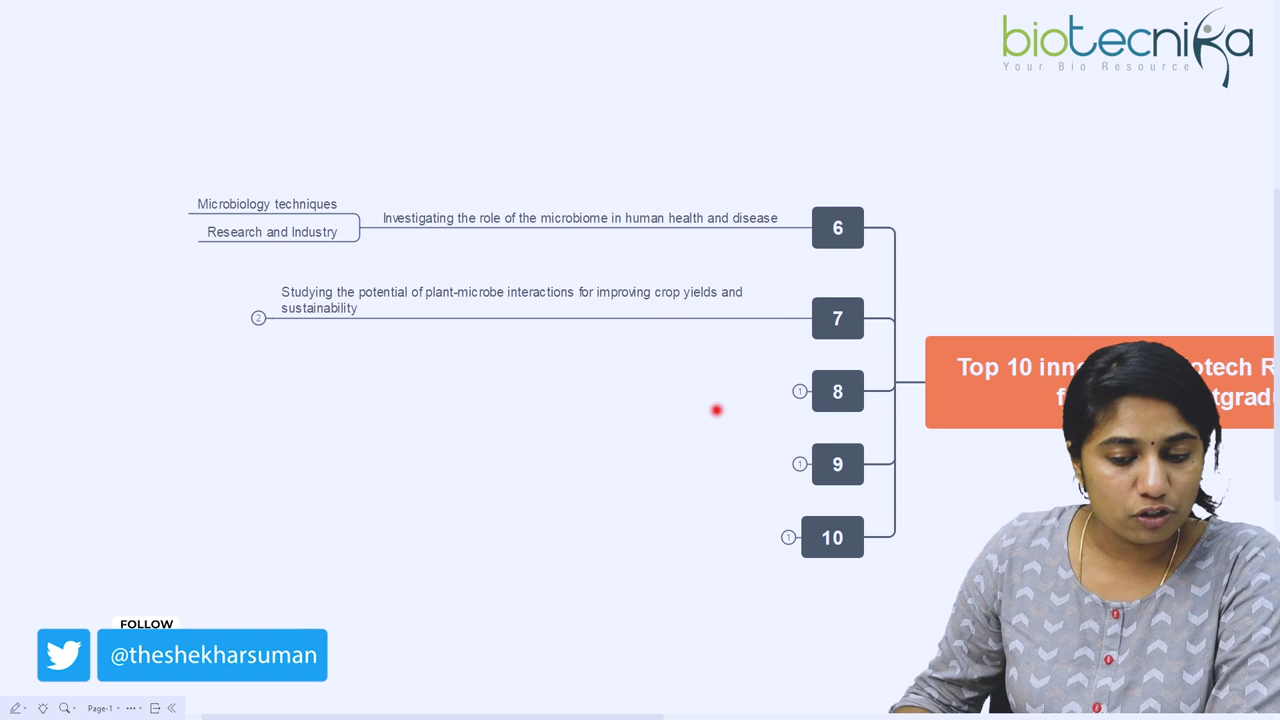 biotecnika
Your Bio Resource
Microbiology techniques
Research and Industry
Investigating the role of the microbiome in human health and disease
6
Studying the potential of plant-microbe interactions for improving crop yields and
sustainability
2
7
1
8
1
9
1
10
Top 10
FOLLOW
@theshekharsuman
Page-1